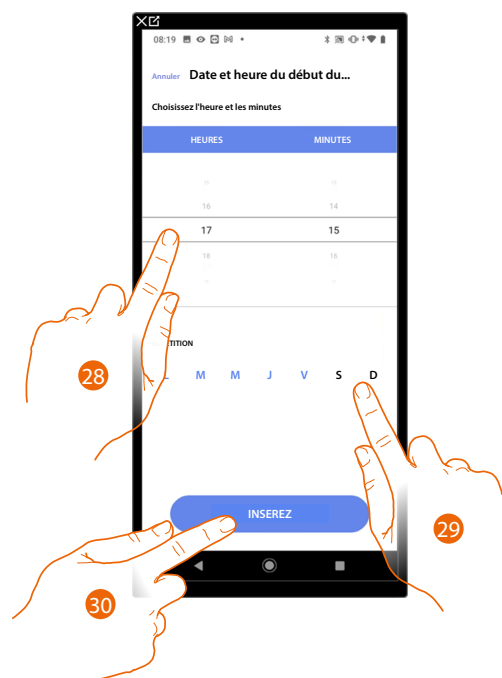 08:19
Annuler Date et heure du début du...
Choisissez l'heure et les minutes
HEURES MINUTES
16 14
17 15
18 16
TITION
L M M J V S D
INSEREZ
28
29
30